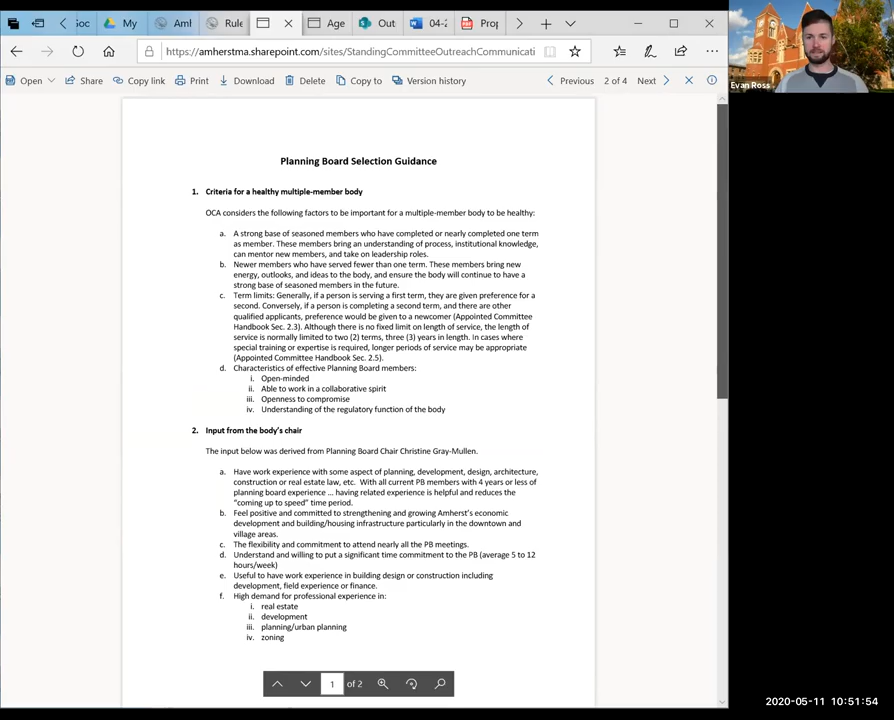 ioc
My
Aml
Rule
Age
Out
04-
Prop
https://amherstma.sharepoint.com/sites/StandingCommitteeOutreachCommunicati
Open
Share
Copy link
Print
Download
Delete
Copy to
Version history
Previous
2 of 4
Next
Evan Ross
Planning Board Selection Guidance
1. Criteria for a healthy multiple-member body
OCA considers the following factors to be important for a multiple-member body to be healthy:
a. A strong base of seasoned members who have completed or nearly completed one term
as member. These members bring an understanding of process, institutional knowledge,
can mentor new members, and take on leadership roles.
b. Newer members who have served fewer than one term. These members bring new
energy, outlooks, and ideas to the body, and ensure the body will continue to have a
strong base of seasoned members in the future.
c. Term limits: Generally, if a person is serving a first term, they are given preference for a
second. Conversely, if a person is completing a second term, and there are other
qualified applicants, preference would be given to a newcomer (Appointed Committee
Handbook Sec. 2.3). Although there is no fixed limit on length of service, the length of
service is normally limited to two (2) terms, three (3) years in length. In cases where
special training or expertise is required, longer periods of service may be appropriate
(Appointed Committee Handbook Sec. 2.5).
d. Characteristics of effective Planning Board members:
i. Open-minded
ii. Able to work in a collaborative spirit
iii. Openness to compromise
iv. Understanding of the regulatory function of the body
2. Input from the body's chair
The input below was derived from Planning Board Chair Christine Gray-Mullen.
a. Have work experience with some aspect of planning, development, design, architecture,
construction or real estate law, etc. With all current PB members with 4 years or less of
planning board experience ... having related experience is helpful and reduces the
"coming up to speed" time period.
b. Feel positive and committed to strengthening and growing Amherst's economic
development and building/housing infrastructure particularly in the downtown and
village areas.
c. The flexibility and commitment to attend nearly all the PB meetings.
d. Understand and willing to put a significant time commitment to the PB (average 5 to 12
hours/week)
e. Useful to have work experience in building design or construction including
development, field experience or finance.
f. High demand for professional experience in:
i. real estate
ii. development
iii. planning/urban planning
iv. zoning
1 of 2
2020-05-11 10:51:54